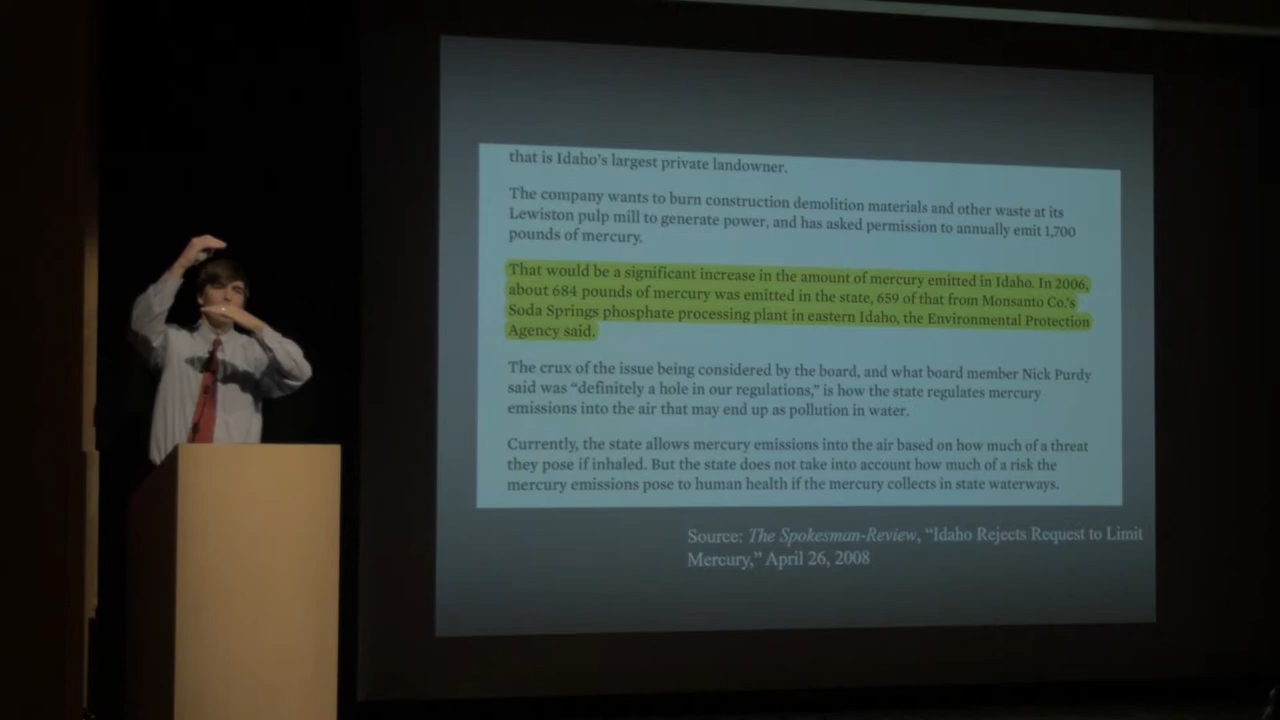 that is Idaho's largest private landowner.
The company wants to burn construction demolition materials and other waste at its
Lewiston pulp mill to generate power, and has asked permission to annually emit 1,700
pounds of mercury.
That would be a significant increase in the amount of mercury emitted in Idaho. In 2006,
about 684 pounds of mercury was emitted in the state, 659 of that from Monsanto Co.'s
Soda Springs phosphate processing plant in eastern Idaho, the Environmental Protection
Agency said.
The crux of the issue being considered by the board, and what board member Nick Purdy
said was “definitely a hole in our regulations,” is how the state regulates mercury
emissions into the air that may end up as pollution in water.
Currently, the state allows mercury emissions into the air based on how much of a threat
they pose if inhaled. But the state does not take into account how much of a risk the
mercury emissions pose to human health if the mercury collects in state waterways.
Source: The Spokesman-Review, “Idaho Rejects Request to Limit
Mercury,” April 26, 2008